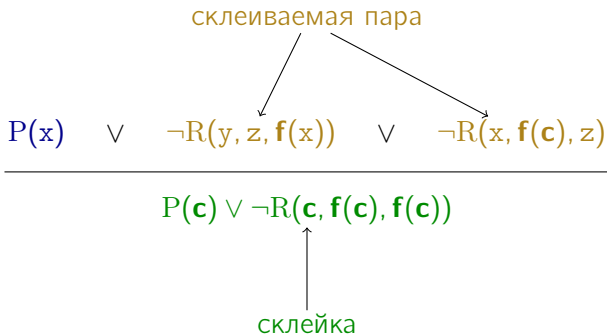 склеиваемая пара
P(x) ∨ ¬R(y, z, f(x)) ∨ ¬R(x, f(c), z)
P(c) ∨ ¬R(c, f(c), f(c))
склейка